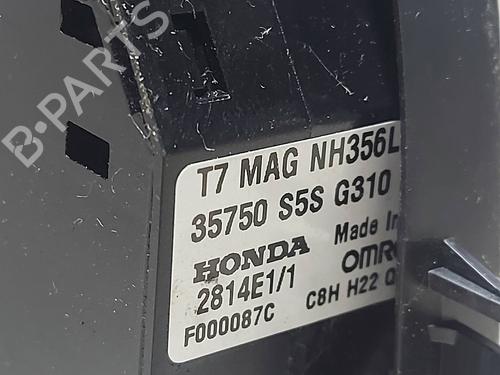 B-PARTS
T7 MAG NH356L
35750 S5S G310
HONDA Made In
2814E1/1 OMRO
F000087C C8H H22 Q